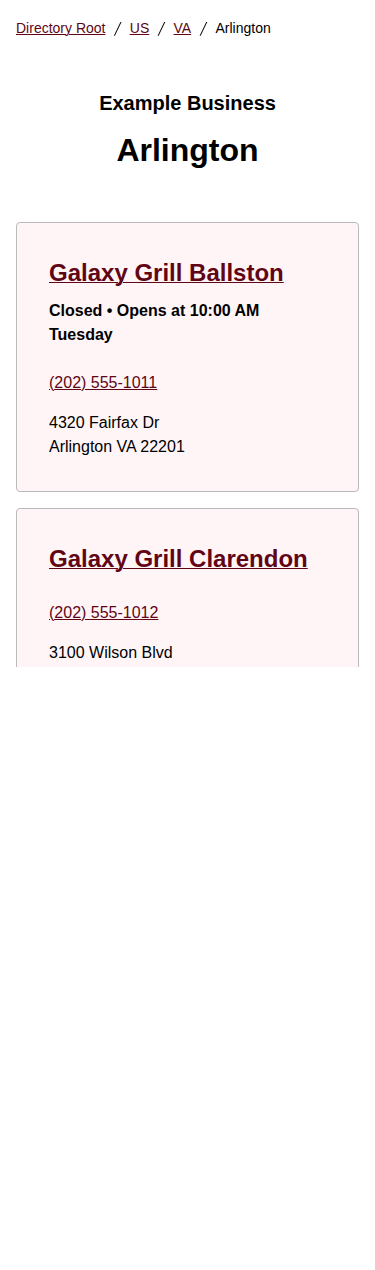 Directory Root / US / VA / Arlington
Example Business
Arlington
Galaxy Grill Ballston
Closed • Opens at 10:00 AM
Tuesday
(202) 555-1011
4320 Fairfax Dr
Arlington VA 22201
Galaxy Grill Clarendon
(202) 555-1012
3100 Wilson Blvd